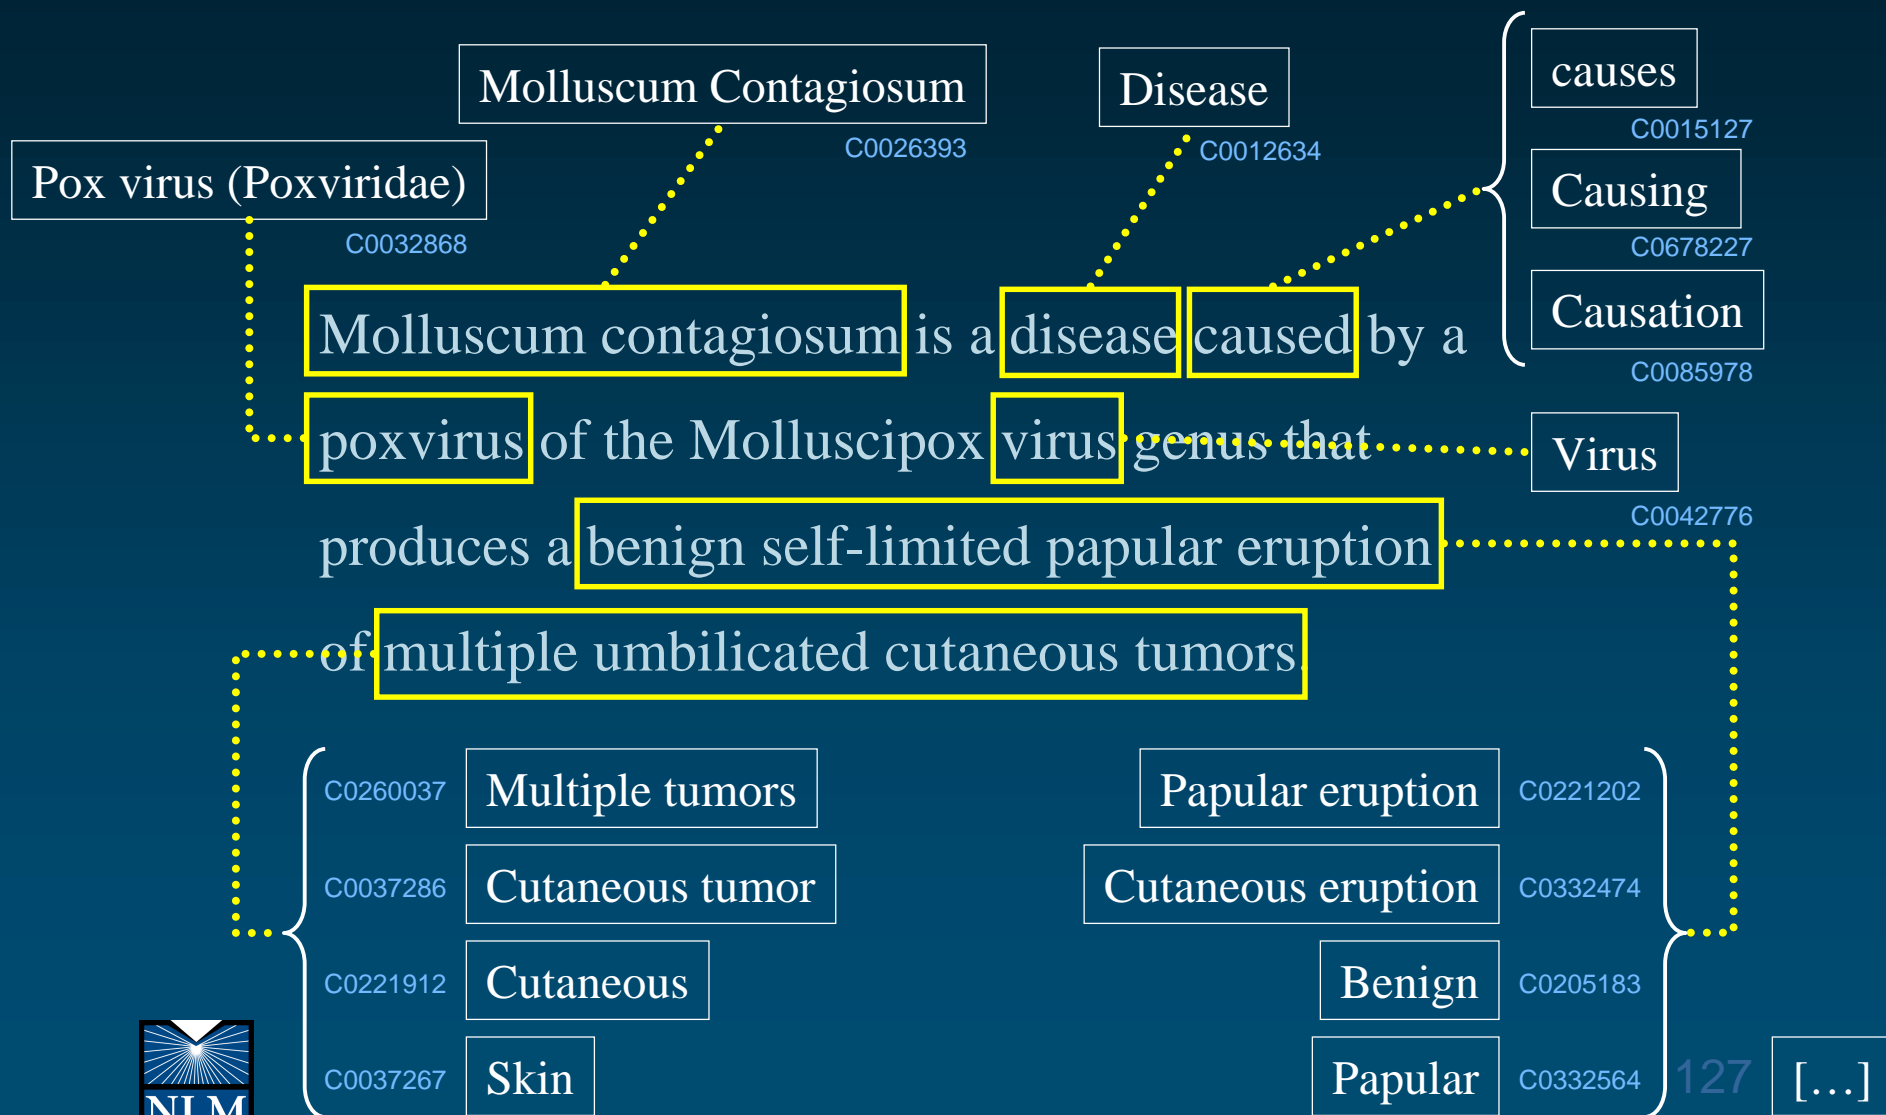 Molluscum Contagiosum
C0026393
Disease
C0012634
causes
C0015127
Causing
C0678227
Causation
C0085978
Pox virus (Poxviridae)
C0032868
Molluscum contagiosum is a disease caused by a
poxvirus of the Molluscipox virus genus that
produces a benign self-limited papular eruption
of multiple umbilicated cutaneous tumors.
Virus
C0042776
C0260037 Multiple tumors
C0037286 Cutaneous tumor
C0221912 Cutaneous
C0037267 Skin
Papular eruption C0221202
Cutaneous eruption C0332474
Benign C0205183
Papular C0332564
127
[…]
NLM